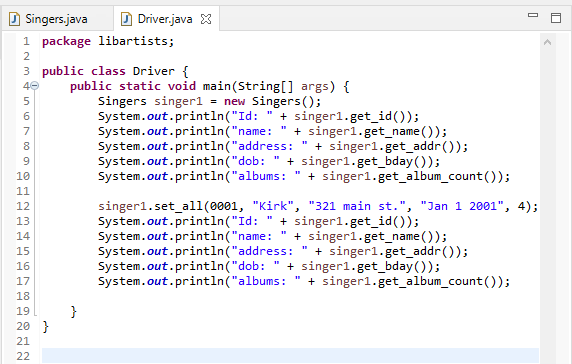 Singers.java Driver.java
1 package libartists;
2
3 public class Driver {
4 public static void main(String[] args) {
5 Singers singer1 = new Singers();
6 System.out.println("Id: " + singer1.get_id());
7 System.out.println("name: " + singer1.get_name());
8 System.out.println("address: " + singer1.get_addr());
9 System.out.println("dob: " + singer1.get_bday());
10 System.out.println("albums: " + singer1.get_album_count());
11
12 singer1.set_all(0001, "Kirk", "321 main st.", "Jan 1 2001", 4);
13 System.out.println("Id: " + singer1.get_id());
14 System.out.println("name: " + singer1.get_name());
15 System.out.println("address: " + singer1.get_addr());
16 System.out.println("dob: " + singer1.get_bday());
17 System.out.println("albums: " + singer1.get_album_count());
18
19 }
20 }
21
22